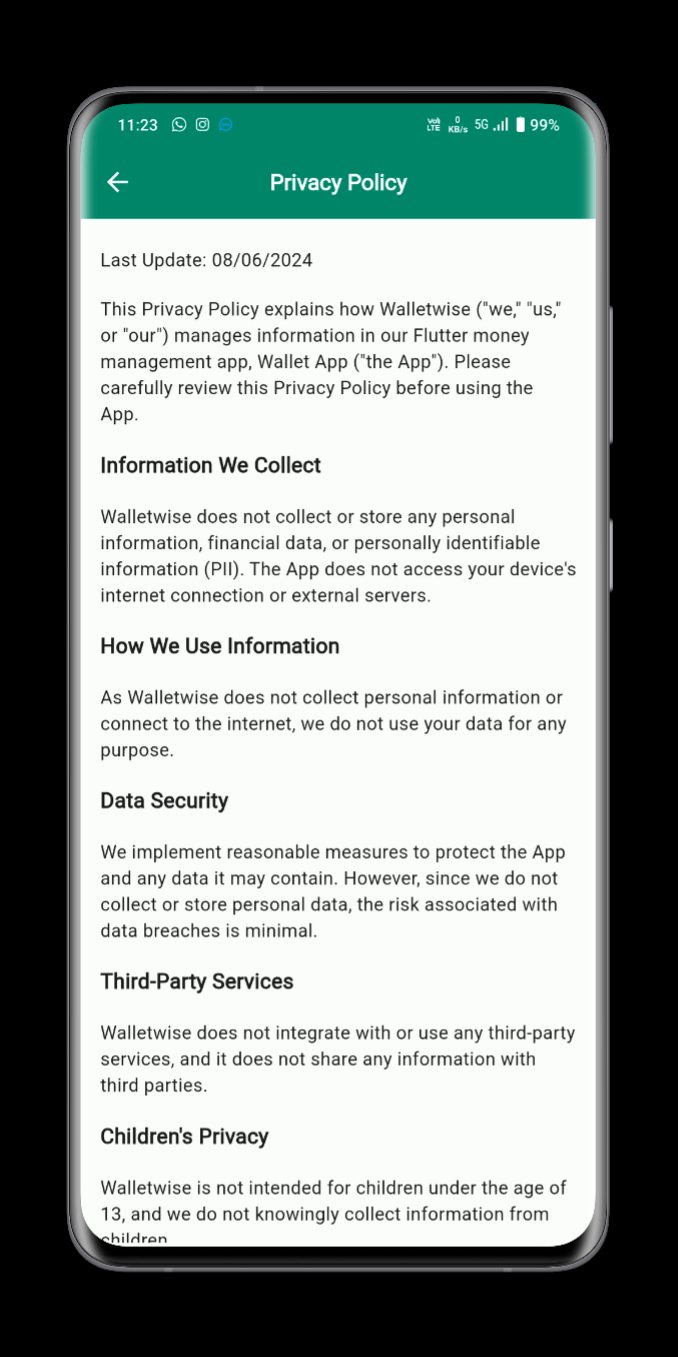 11:23 Vo) LTE 0 KB/s 5G 99%
Privacy Policy
Last Update: 08/06/2024
This Privacy Policy explains how Walletwise ("we," "us,"
or "our") manages information in our Flutter money
management app, Wallet App ("the App"). Please
carefully review this Privacy Policy before using the
App.
Information We Collect
Walletwise does not collect or store any personal
information, financial data, or personally identifiable
information (PII). The App does not access your device's
internet connection or external servers.
How We Use Information
As Walletwise does not collect personal information or
connect to the internet, we do not use your data for any
purpose.
Data Security
We implement reasonable measures to protect the App
and any data it may contain. However, since we do not
collect or store personal data, the risk associated with
data breaches is minimal.
Third-Party Services
Walletwise does not integrate with or use any third-party
services, and it does not share any information with
third parties.
Children's Privacy
Walletwise is not intended for children under the age of
13, and we do not knowingly collect information from
children